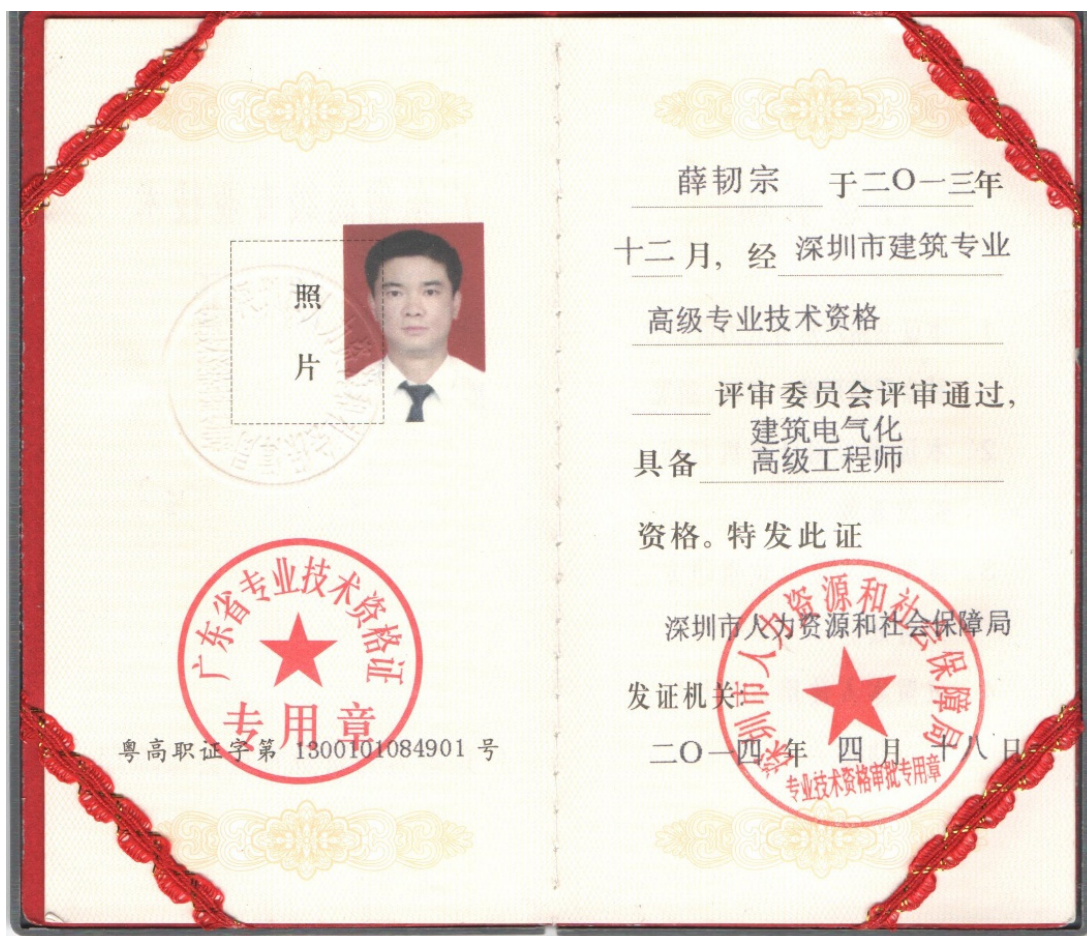 照
片
广东省专业技术资格证
专用章
粤高职证字第 1300101084901 号
薛韧宗 于二〇一三年
十二月，经 深圳市建筑专业
高级专业技术资格
评审委员会评审通过，
建筑电气化
具备 高级工程师
资格。特发此证
深圳市人力资源和社会保障局
发证机关：
二〇一四年 四月 十八日
深圳市人力资源和社会保障局
专业技术资格审批专用章